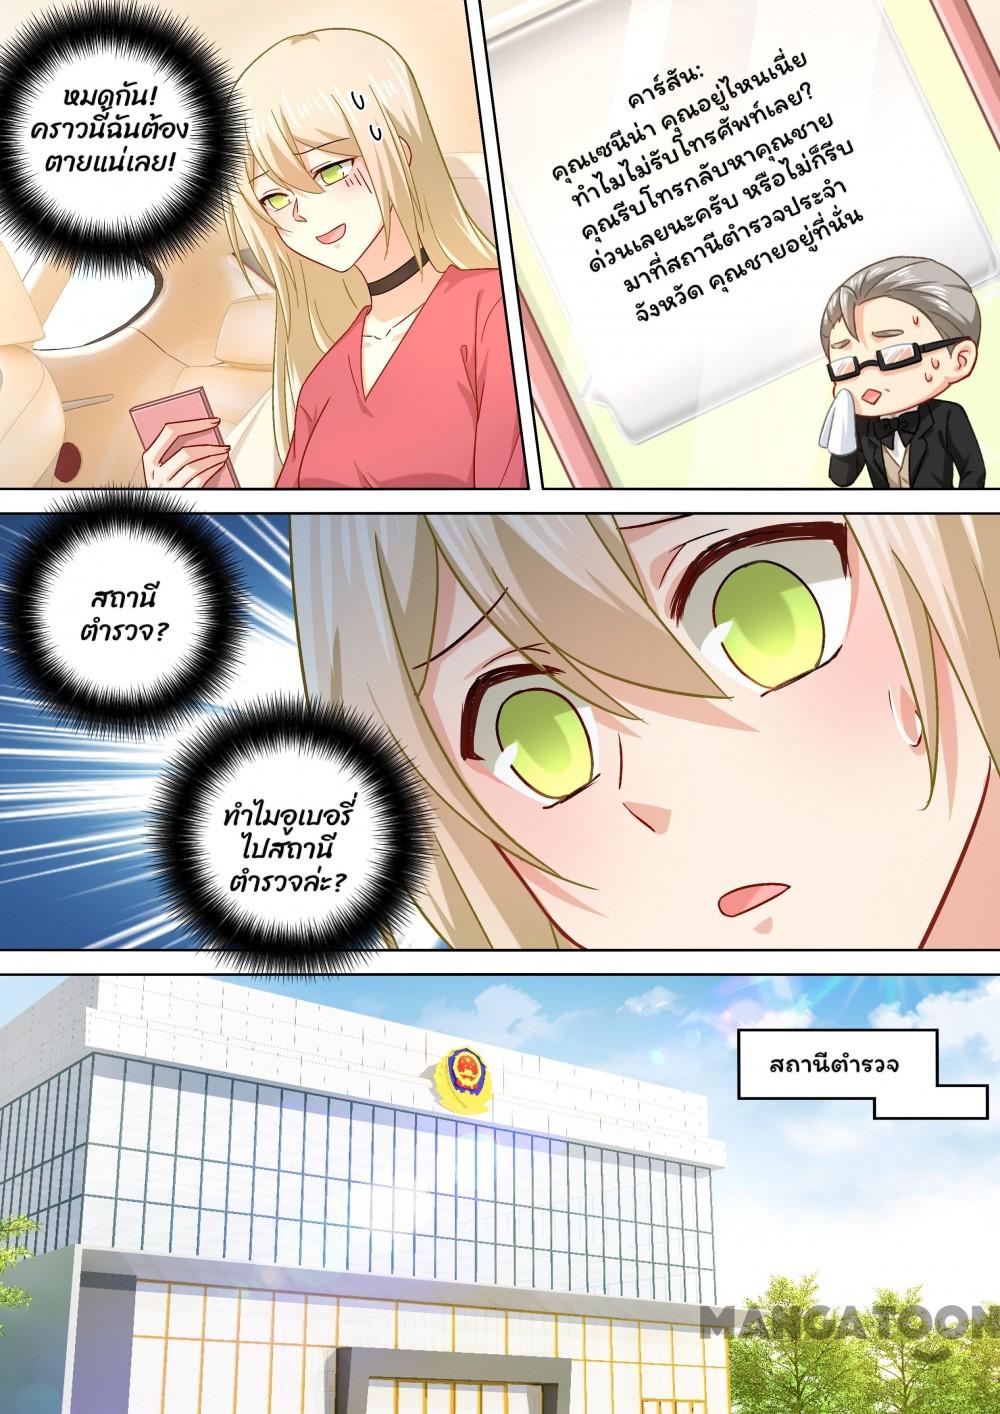 หมดกัน!
คราวนี้ฉันต้อง
ตายแน่เลย!
คาร์สัน:
คุณเซนีน่า คุณอยู่ไหนเนี่ย
ทำไมไม่รับโทรศัพท์เลย?
คุณรีบโทรกลับหาคุณชาย
ด่วนเลยนะครับ หรือไม่ก็รีบ
มาที่สถานีตำรวจประจำ
จังหวัด คุณชายอยู่ที่นั่น
สถานี
ตำรวจ?
ทำไมอูเบอรี่
ไปสถานี
ตำรวจล่ะ?
สถานีตำรวจ
MANGATOON